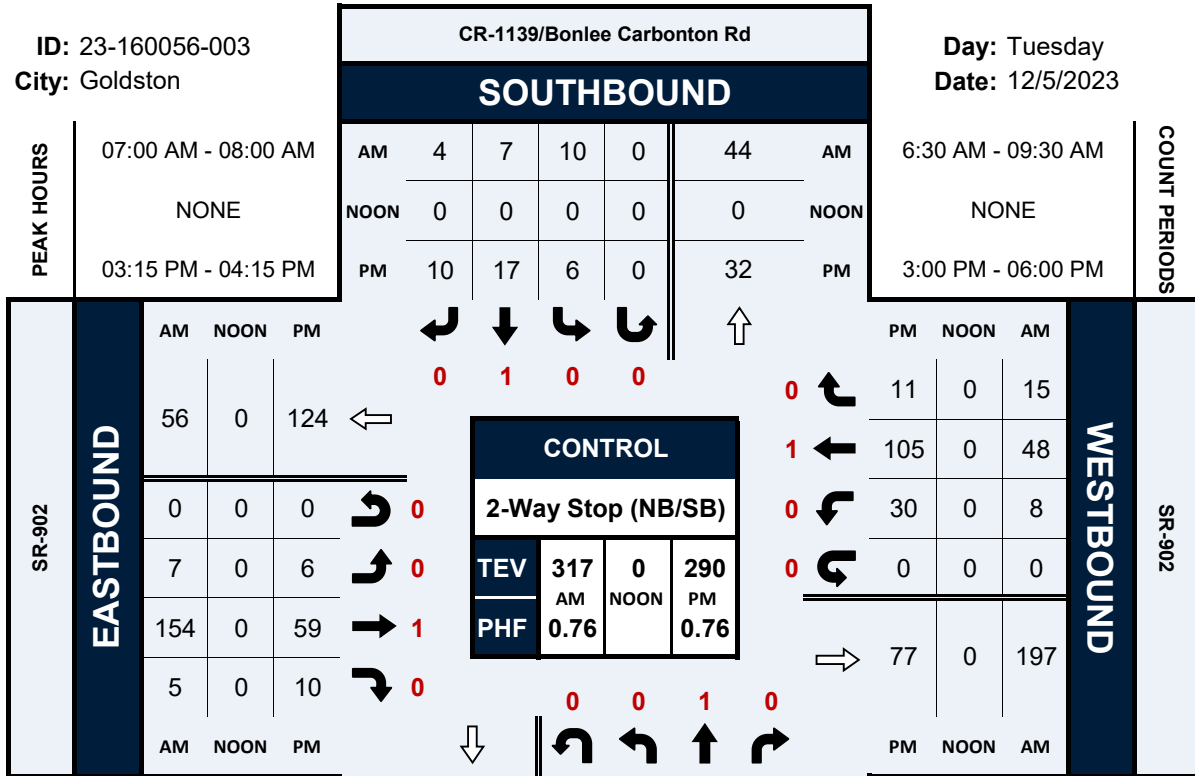 CR-1139/Bonlee Carbonton Rd
ID: 23-160056-003
Day: Tuesday
City: Goldston
Date: 12/5/2023
SOUTHBOUND
PEAK HOURS
07:00 AM - 08:00 AM
NONE
03:15 PM - 04:15 PM
AM 4 7 10 0 44 AM
NOON 0 0 0 0 0 NOON
PM 10 17 6 0 32 PM
6:30 AM - 09:30 AM
NONE
3:00 PM - 06:00 PM
COUNT PERIODS
0 1 0 0
SR-902
EASTBOUND
AM NOON PM
56 0 124
0 0 0 0
7 0 6 0
154 0 59 1
5 0 10 0
AM NOON PM
CONTROL
2-Way Stop (NB/SB)
TEV 317 0 290
AM NOON PM
PHF 0.76 0.76
PM NOON AM
0 11 0 15
1 105 0 48
0 30 0 8
0 0 0 0
77 0 197
PM NOON AM
WESTBOUND
SR-902
0 0 1 0